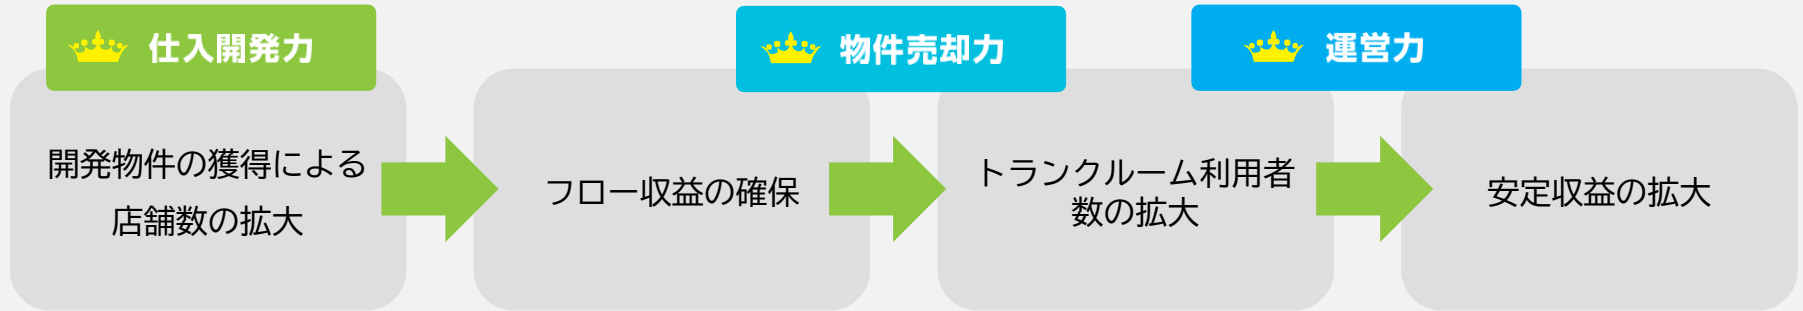 仕入開発力
物件売却力
運営力
開発物件の獲得による
店舗数の拡大
フロー収益の確保
トランクルーム利用者
数の拡大
安定収益の拡大